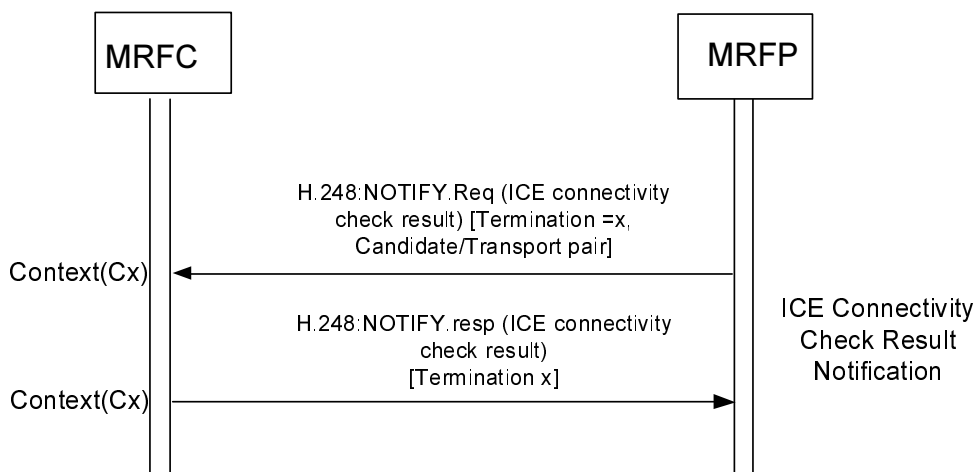 MRFC
MRFP
H.248:NOTIFY.Req (ICE connectivity
check result) [Termination =x,
Candidate/Transport pair]
Context(Cx)
H.248:NOTIFY.resp (ICE connectivity
check result)
[Termination x]
Context(Cx)
ICE Connectivity
Check Result
Notification